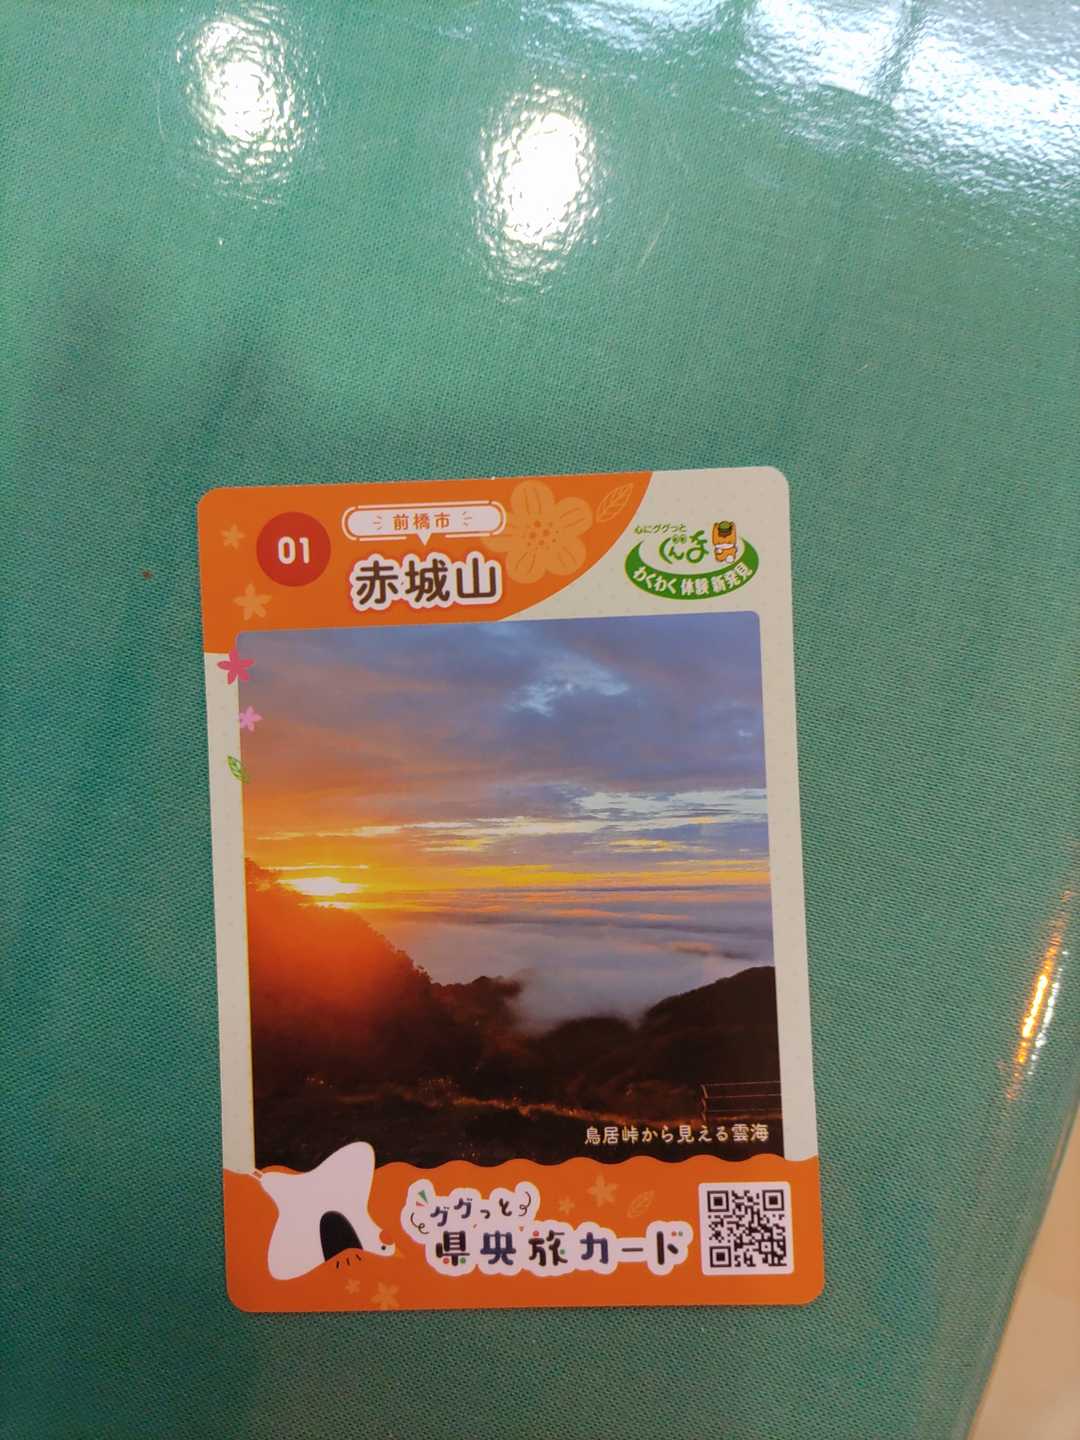 01
前橋市
赤城山
心にググっと
ぐんま
わくわく 体験 新発見
鳥居峠から見える雲海
ググっと
県央旅カード